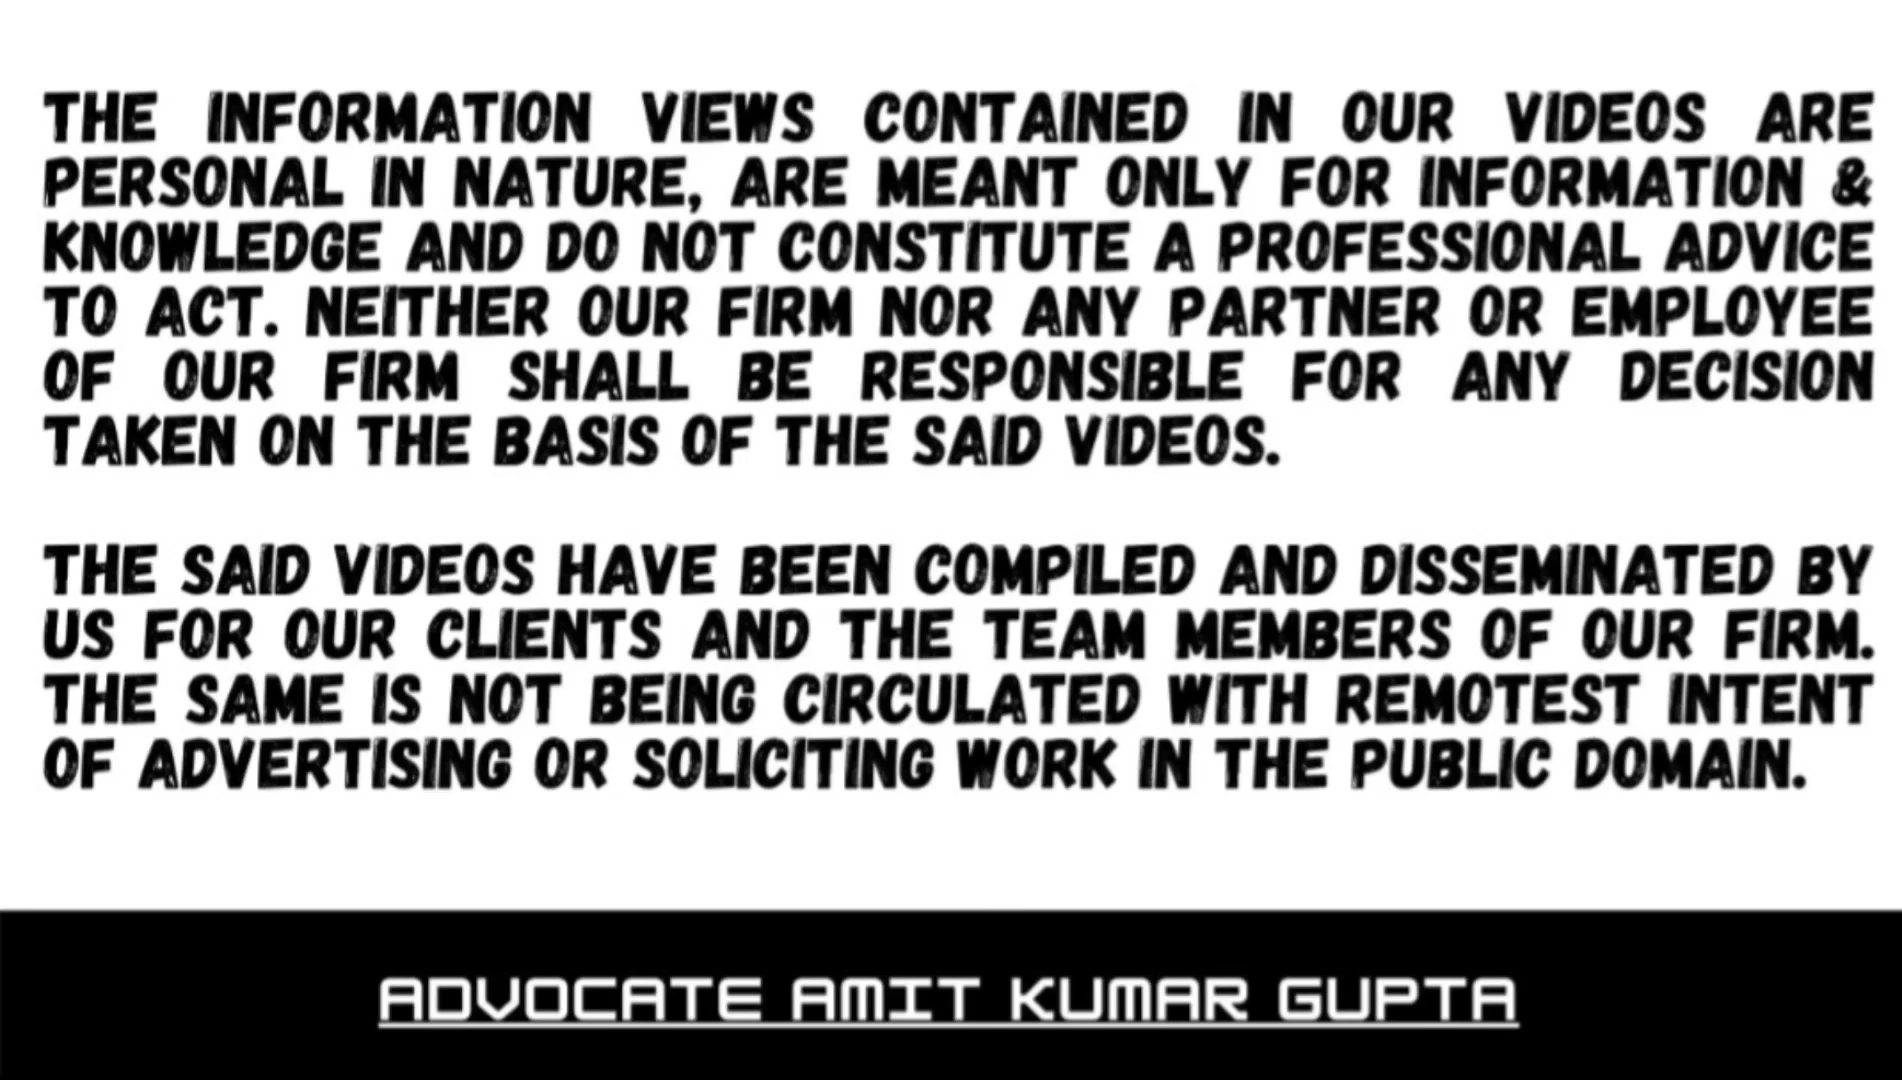 THE INFORMATION VIEWS CONTAINED IN OUR VIDEOS ARE
PERSONAL IN NATURE, ARE MEANT ONLY FOR INFORMATION &
KNOWLEDGE AND DO NOT CONSTITUTE A PROFESSIONAL ADVICE
TO ACT. NEITHER OUR FIRM NOR ANY PARTNER OR EMPLOYEE
OF OUR FIRM SHALL BE RESPONSIBLE FOR ANY DECISION
TAKEN ON THE BASIS OF THE SAID VIDEOS.
THE SAID VIDEOS HAVE BEEN COMPILED AND DISSEMINATED BY
US FOR OUR CLIENTS AND THE TEAM MEMBERS OF OUR FIRM.
THE SAME IS NOT BEING CIRCULATED WITH REMOTEST INTENT
OF ADVERTISING OR SOLICITING WORK IN THE PUBLIC DOMAIN.
ADVOCATE AMIT KUMAR GUPTA